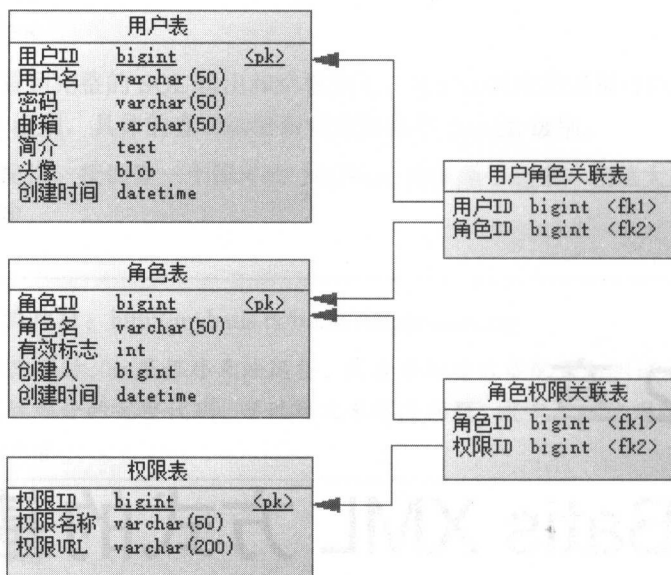 用户表
用户ID bigint <pk>
用户名 varchar(50)
密码 varchar(50)
邮箱 varchar(50)
简介 text
头像 blob
创建时间 datetime
用户角色关联表
用户ID bigint <fk1>
角色ID bigint <fk2>
角色表
角色ID bigint <pk>
角色名 varchar(50)
有效标志 int
创建人 bigint
创建时间 datetime
角色权限关联表
角色ID bigint <fk1>
权限ID bigint <fk2>
权限表
权限ID bigint <pk>
权限名称 varchar(50)
权限URL varchar(200)